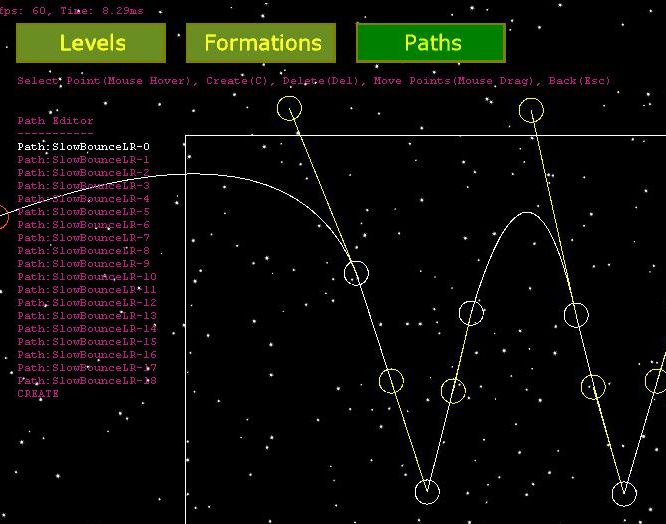 fps: 60, Time: 8.29ms
Levels Formations Paths
Select Point(Mouse Hover), Create(C), Delete(Del), Move Points(Mouse Drag), Back(Esc)
Path Editor
-----------
Path:SlowBounceLR-0
Path:SlowBounceLR-1
Path:SlowBounceLR-2
Path:SlowBounceLR-3
Path:SlowBounceLR-4
Path:SlowBounceLR-5
Path:SlowBounceLR-6
Path:SlowBounceLR-7
Path:SlowBounceLR-8
Path:SlowBounceLR-9
Path:SlowBounceLR-10
Path:SlowBounceLR-11
Path:SlowBounceLR-12
Path:SlowBounceLR-13
Path:SlowBounceLR-14
Path:SlowBounceLR-15
Path:SlowBounceLR-16
Path:SlowBounceLR-17
Path:SlowBounceLR-18
CREATE